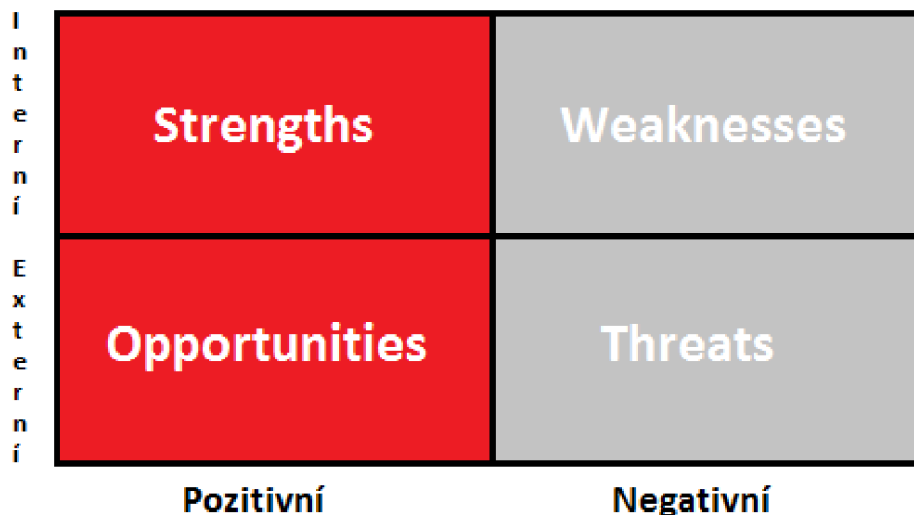 Interní
Strengths
Weaknesses
Externí
Opportunities
Threats
Pozitivní
Negativní